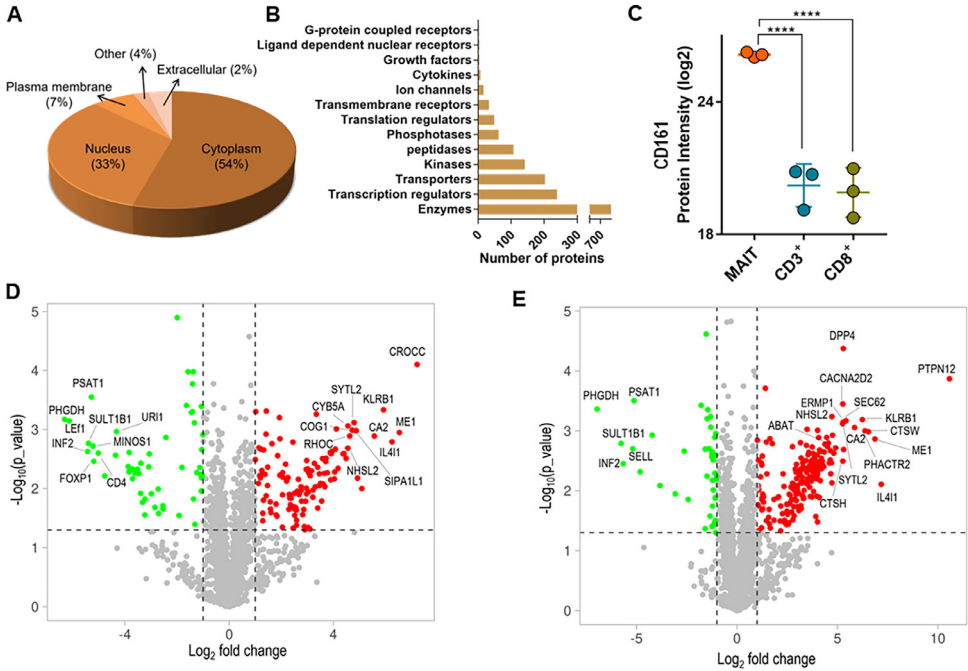 A
Other (4%)
Extracellular (2%)
Plasma membrane
(7%)
Nucleus
(33%)
Cytoplasm
(54%)
B
G-protein coupled receptors
Ligand dependent nuclear receptors
Growth factors
Cytokines
Ion channels
Transmembrane receptors
Translation regulators
Phosphotases
peptidases
Kinases
Transporters
Transcription regulators
Enzymes
0
100
200
300
700
Number of proteins
C
****
****
CD161
Protein Intensity (log2)
24
18
MAIT
CD3+
CD8+
D
5
4
3
2
1
0
-Log10(p_value)
CROCC
PSAT1
SYTL2
KLRB1
PHGDH
SULT1B1
URI1
CYB5A
ME1
LEf1
COG1
CA2
INF2
MINOS1
RHOC
IL4I1
FOXP1
CD4
NHSL2
SIPA1L1
-4
0
4
Log2 fold change
E
5
4
3
2
1
0
-Log10(p_value)
DPP4
PTPN12
CACNA2D2
PHGDH
PSAT1
ERMP1
SEC62
NHSL2
KLRB1
SULT1B1
ABAT
CTSW
CA2
ME1
INF2
SELL
PHACTR2
SYTL2
CTSH
IL4I1
-5
0
5
10
Log2 fold change